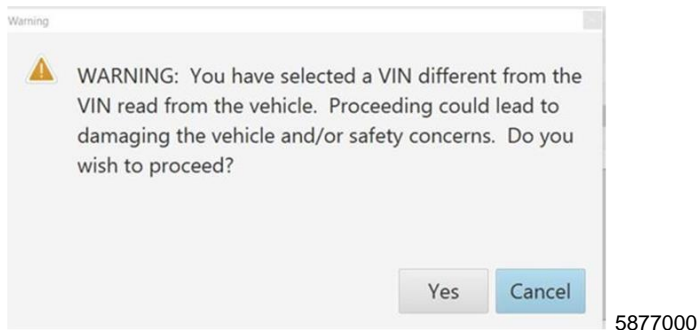 Warning
WARNING: You have selected a VIN different from the
VIN read from the vehicle. Proceeding could lead to
damaging the vehicle and/or safety concerns. Do you
wish to proceed?
Yes Cancel
5877000